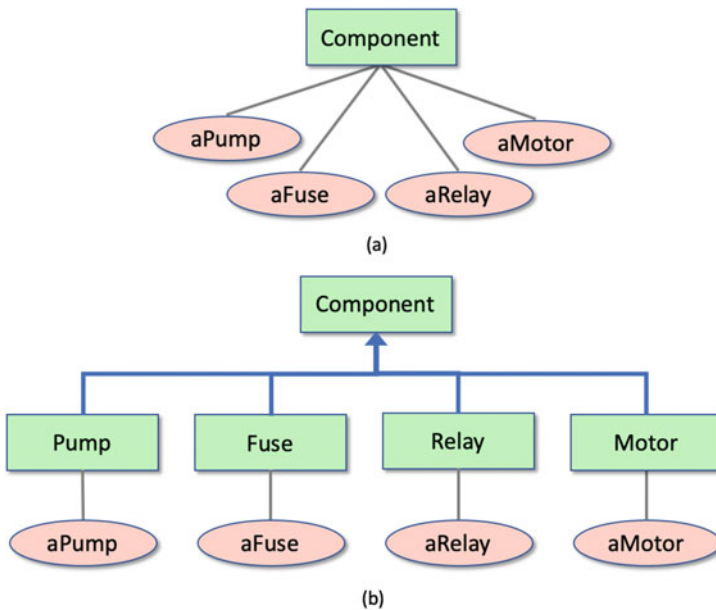 Component
aPump
aMotor
aFuse
aRelay
(a)
Component
Pump
Fuse
Relay
Motor
aPump
aFuse
aRelay
aMotor
(b)